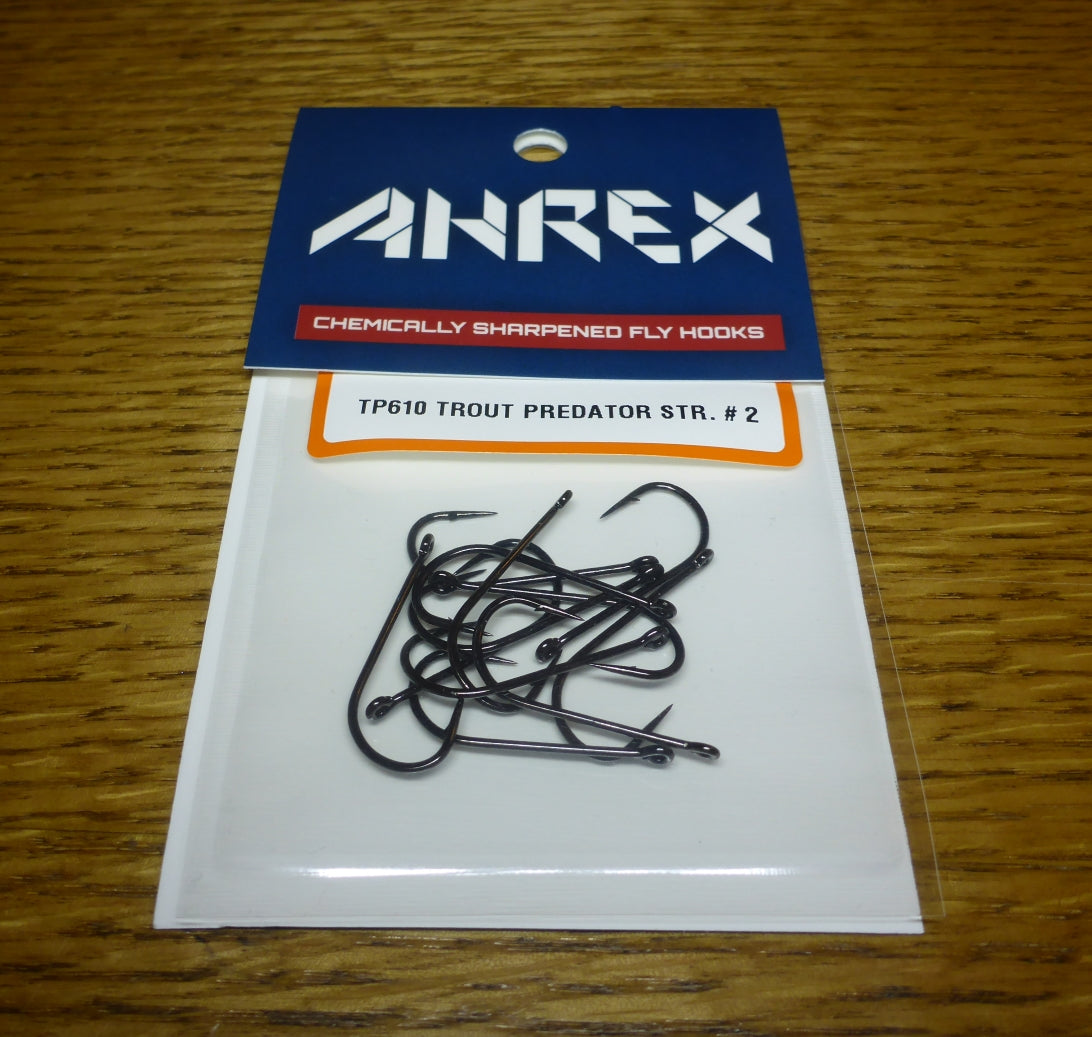 AHREX
CHEMICALLY SHARPENED FLY HOOKS
TP610 TROUT PREDATOR STR. # 2